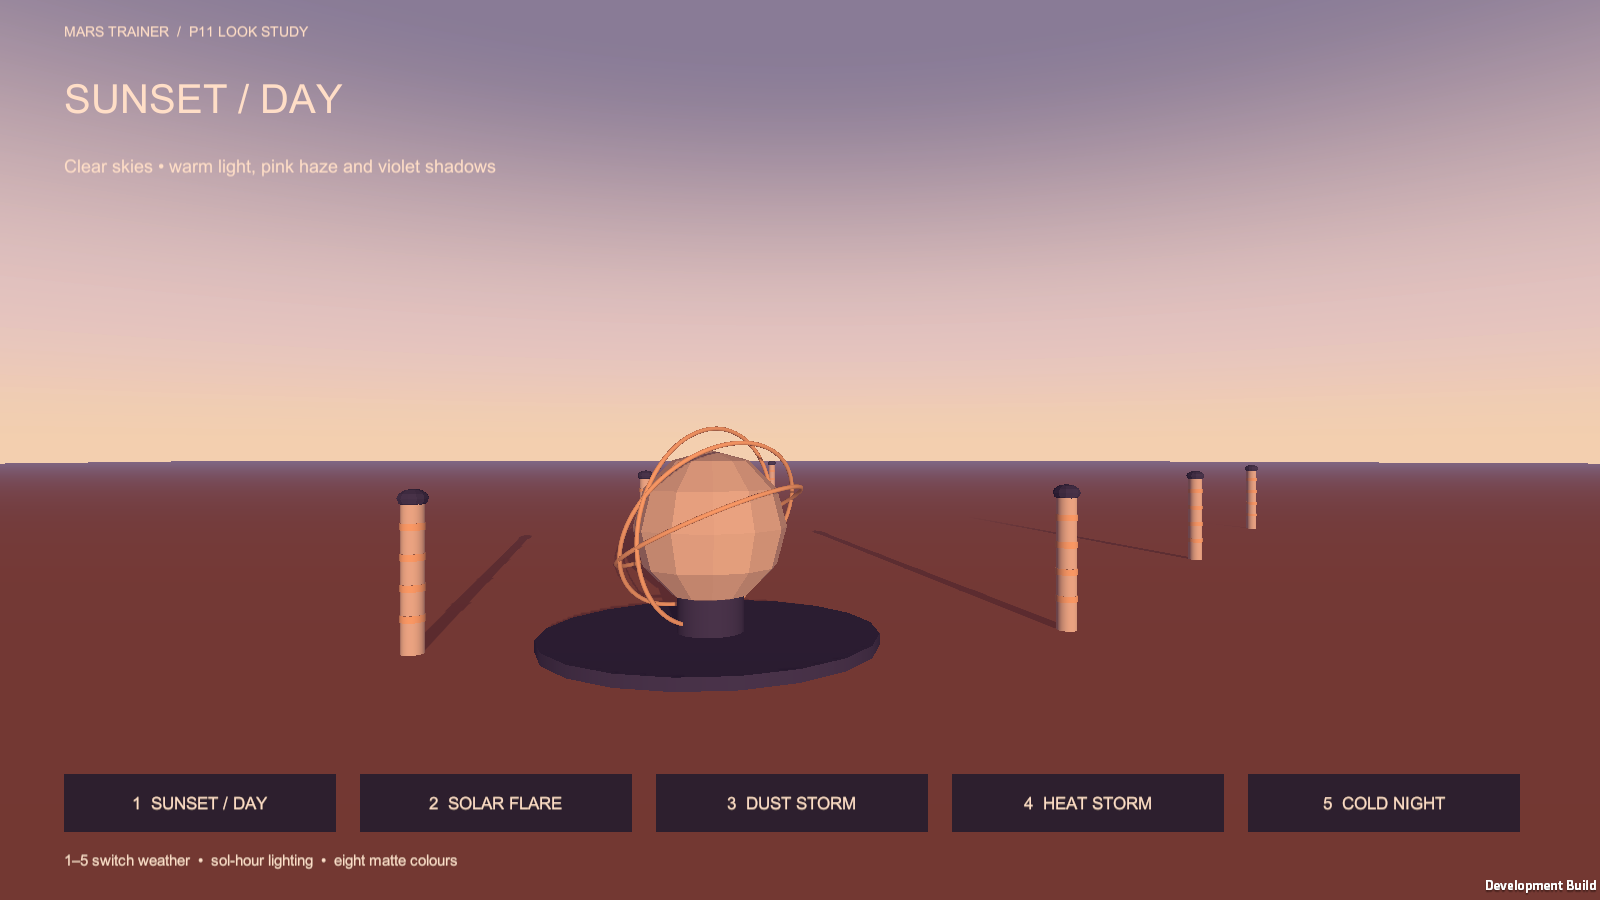 MARS TRAINER / P11 LOOK STUDY
SUNSET / DAY
Clear skies • warm light, pink haze and violet shadows
1 SUNSET / DAY
2 SOLAR FLARE
3 DUST STORM
4 HEAT STORM
5 COLD NIGHT
1–5 switch weather • sol-hour lighting • eight matte colours
Development Build